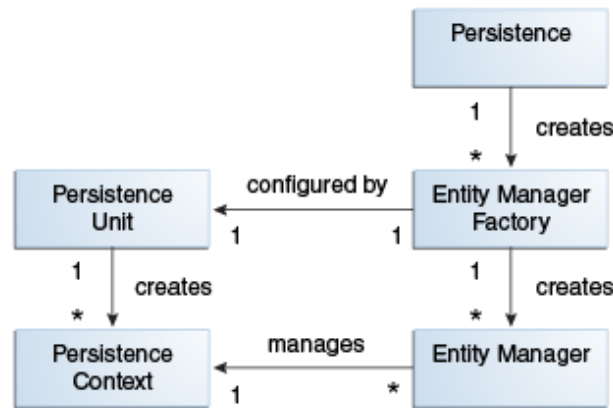 Persistence
1
creates
*
configured by
Persistence
Unit
Entity Manager
Factory
1
1
1
creates
*
1
creates
*
manages
Persistence
Context
Entity Manager
1
*